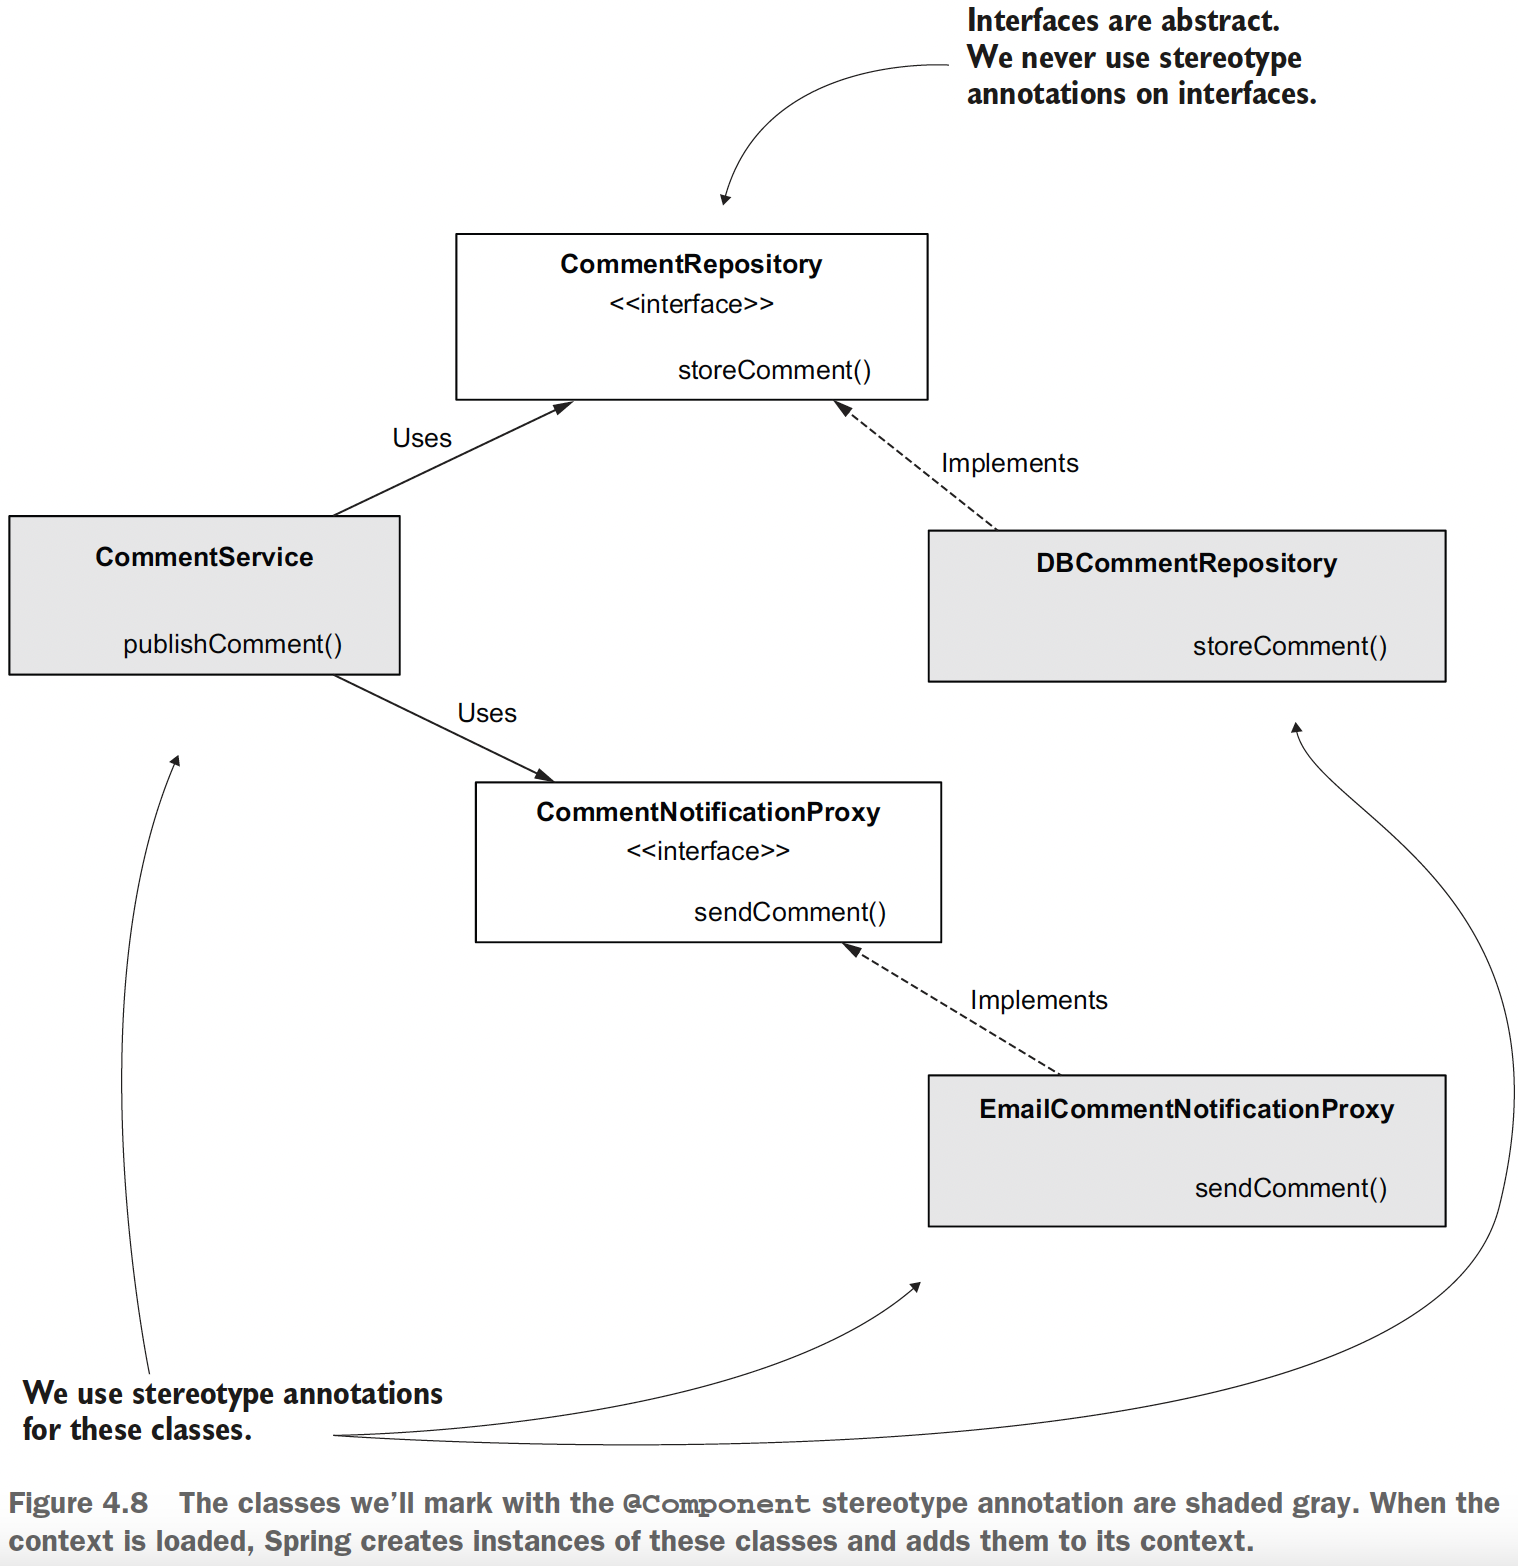 Interfaces are abstract.
We never use stereotype
annotations on interfaces.
CommentRepository
<<interface>>
storeComment()
Uses
Implements
CommentService
publishComment()
DBCommentRepository
storeComment()
Uses
CommentNotificationProxy
<<interface>>
sendComment()
Implements
EmailCommentNotificationProxy
sendComment()
We use stereotype annotations
for these classes.
Figure 4.8 The classes we’ll mark with the @Component stereotype annotation are shaded gray. When the
context is loaded, Spring creates instances of these classes and adds them to its context.